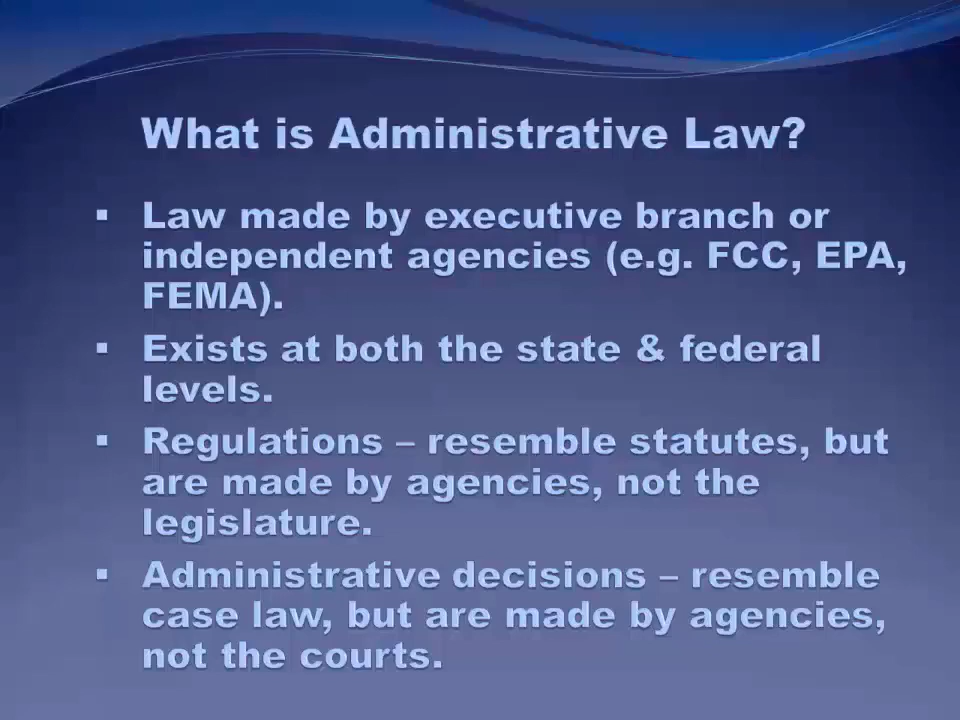 What is Administrative Law?
▪ Law made by executive branch or
independent agencies (e.g. FCC, EPA,
FEMA).
▪ Exists at both the state & federal
levels.
▪ Regulations – resemble statutes, but
are made by agencies, not the
legislature.
▪ Administrative decisions – resemble
case law, but are made by agencies,
not the courts.